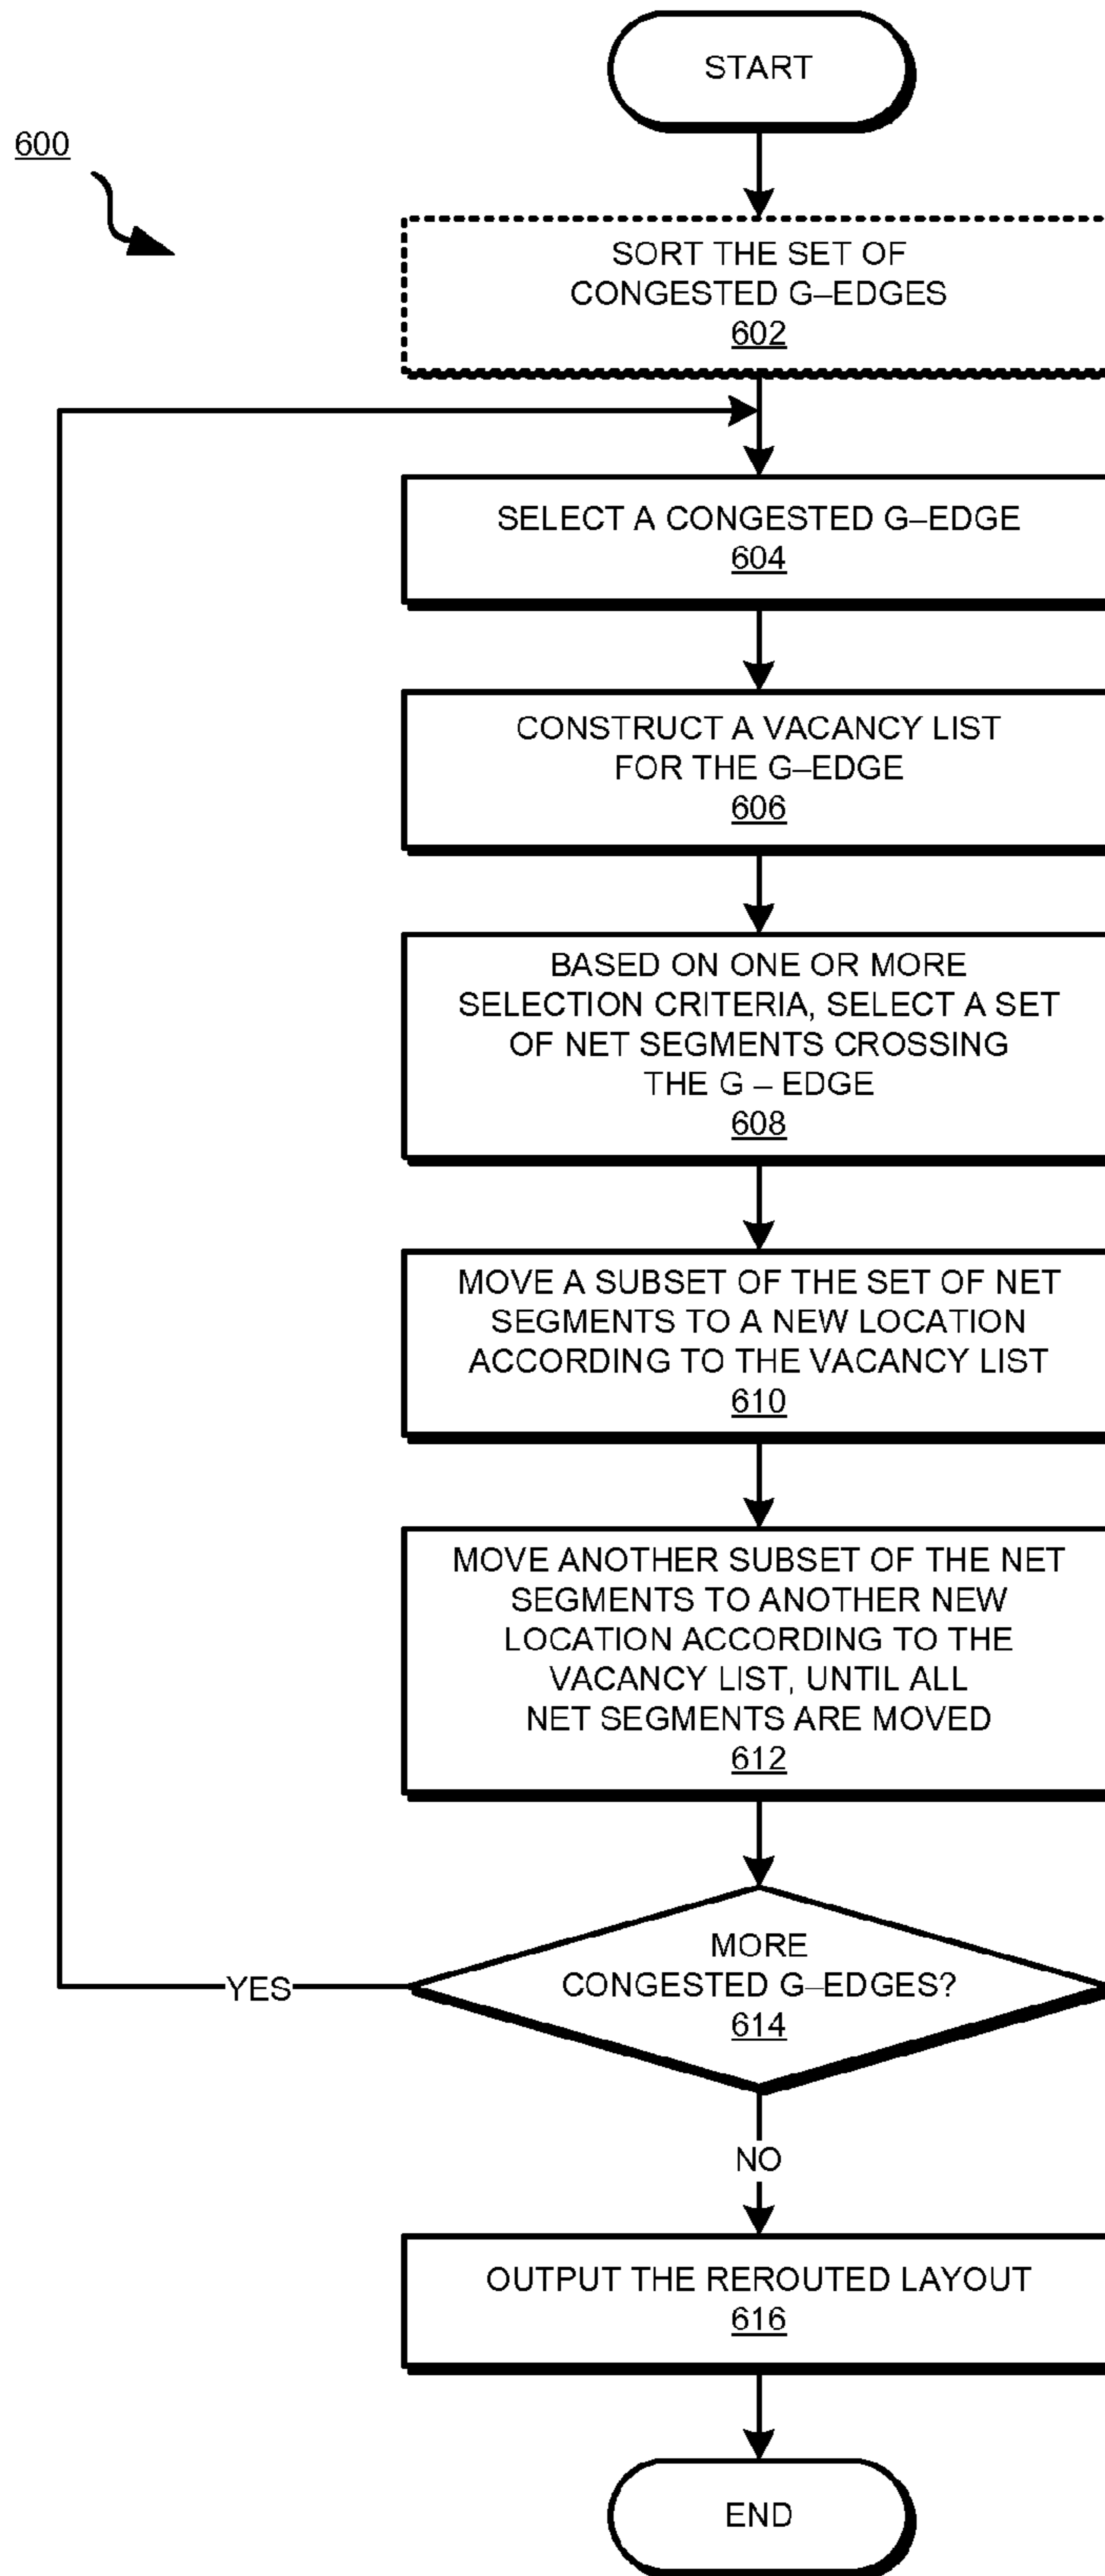 START
600
SORT THE SET OF
CONGESTED G–EDGES
602
SELECT A CONGESTED G–EDGE
604
CONSTRUCT A VACANCY LIST
FOR THE G–EDGE
606
BASED ON ONE OR MORE
SELECTION CRITERIA, SELECT A SET
OF NET SEGMENTS CROSSING
THE G – EDGE
608
MOVE A SUBSET OF THE SET OF NET
SEGMENTS TO A NEW LOCATION
ACCORDING TO THE VACANCY LIST
610
MOVE ANOTHER SUBSET OF THE NET
SEGMENTS TO ANOTHER NEW
LOCATION ACCORDING TO THE
VACANCY LIST, UNTIL ALL
NET SEGMENTS ARE MOVED
612
MORE
CONGESTED G–EDGES?
614
YES
NO
OUTPUT THE REROUTED LAYOUT
616
END